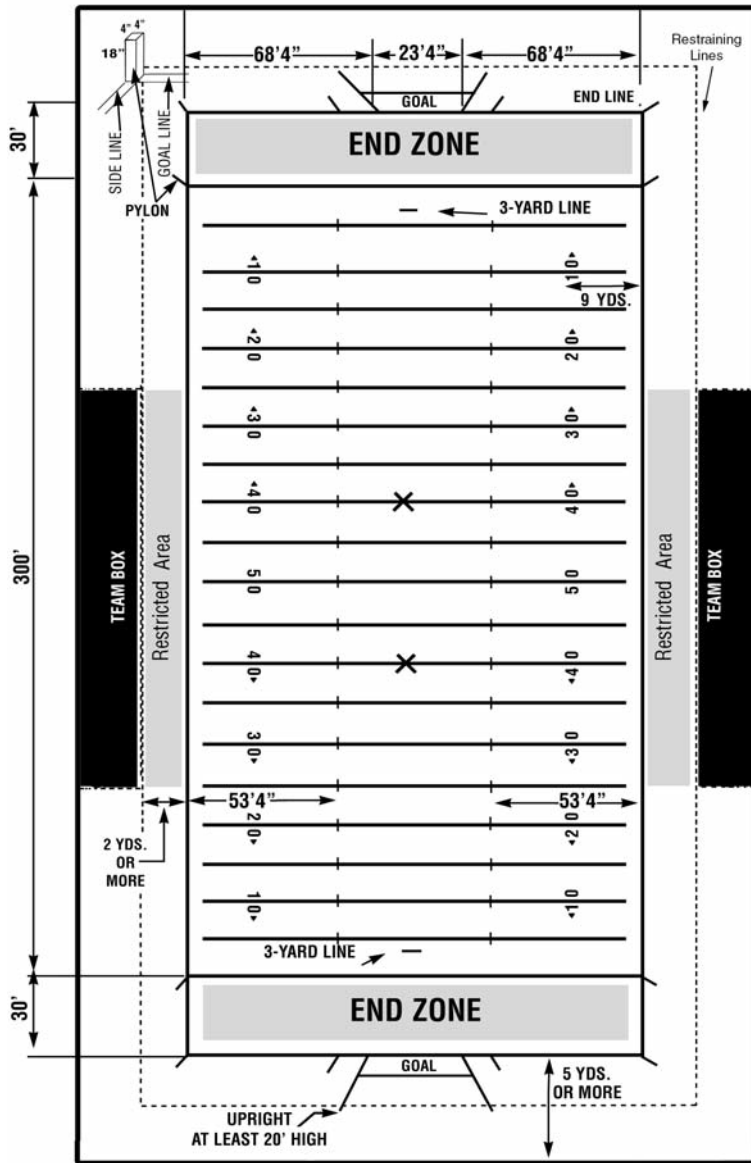 4" 4"
18"
68'4" 23'4" 68'4"
Restraining
Lines
GOAL
END LINE
30'
SIDE LINE
GOAL LINE
END ZONE
PYLON
3-YARD LINE
10 10
9 YDS.
20 20
30 30
40 40
300'
TEAM BOX
Restricted Area
50 50
Restricted Area
TEAM BOX
40 40
30 30
53'4" 53'4"
2 YDS.
OR
MORE
20 20
10 10
3-YARD LINE
30'
END ZONE
GOAL
5 YDS.
OR MORE
UPRIGHT
AT LEAST 20' HIGH